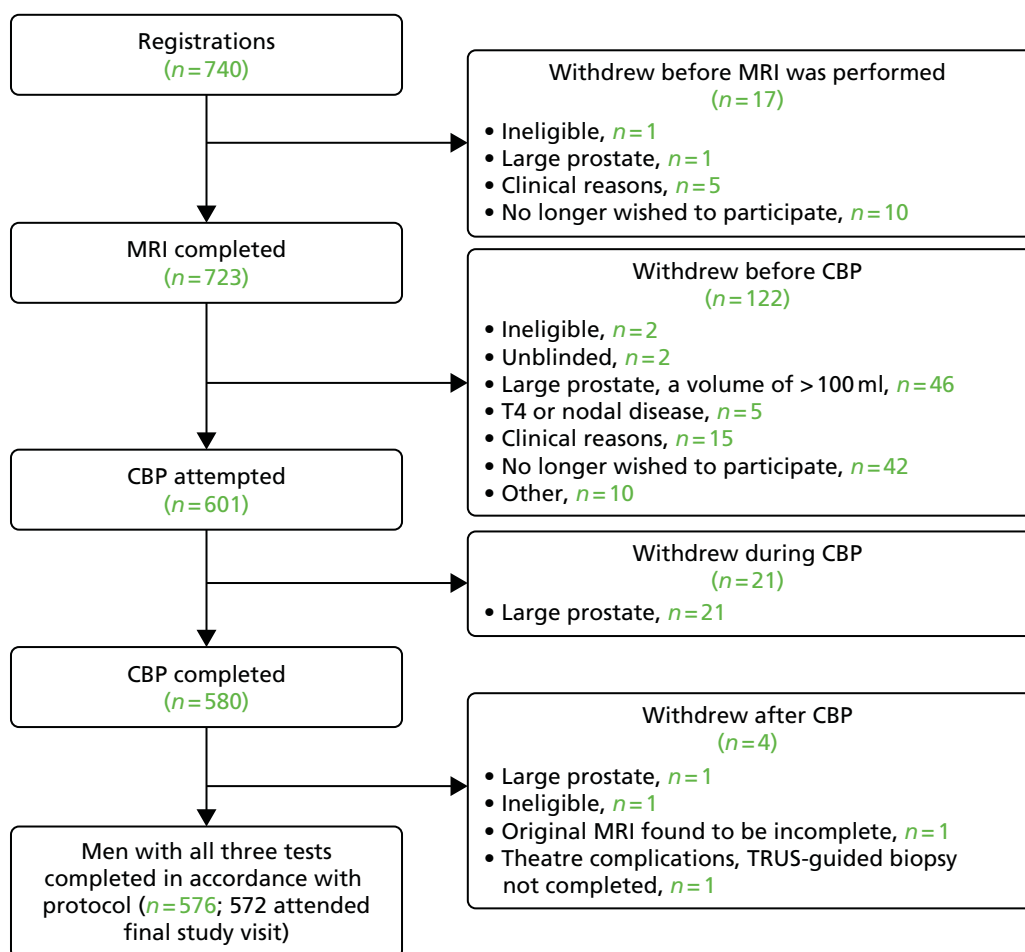 Registrations
(n=740)
Withdrew before MRI was performed
(n=17)
• Ineligible, n=1
• Large prostate, n=1
• Clinical reasons, n=5
• No longer wished to participate, n=10
MRI completed
(n=723)
Withdrew before CBP
(n=122)
• Ineligible, n=2
• Unblinded, n=2
• Large prostate, a volume of >100 ml, n=46
• T4 or nodal disease, n=5
• Clinical reasons, n=15
• No longer wished to participate, n=42
• Other, n=10
CBP attempted
(n=601)
Withdrew during CBP
(n=21)
• Large prostate, n=21
CBP completed
(n=580)
Withdrew after CBP
(n=4)
• Large prostate, n=1
• Ineligible, n=1
• Original MRI found to be incomplete, n=1
• Theatre complications, TRUS-guided biopsy
not completed, n=1
Men with all three tests
completed in accordance with
protocol (n=576; 572 attended
final study visit)